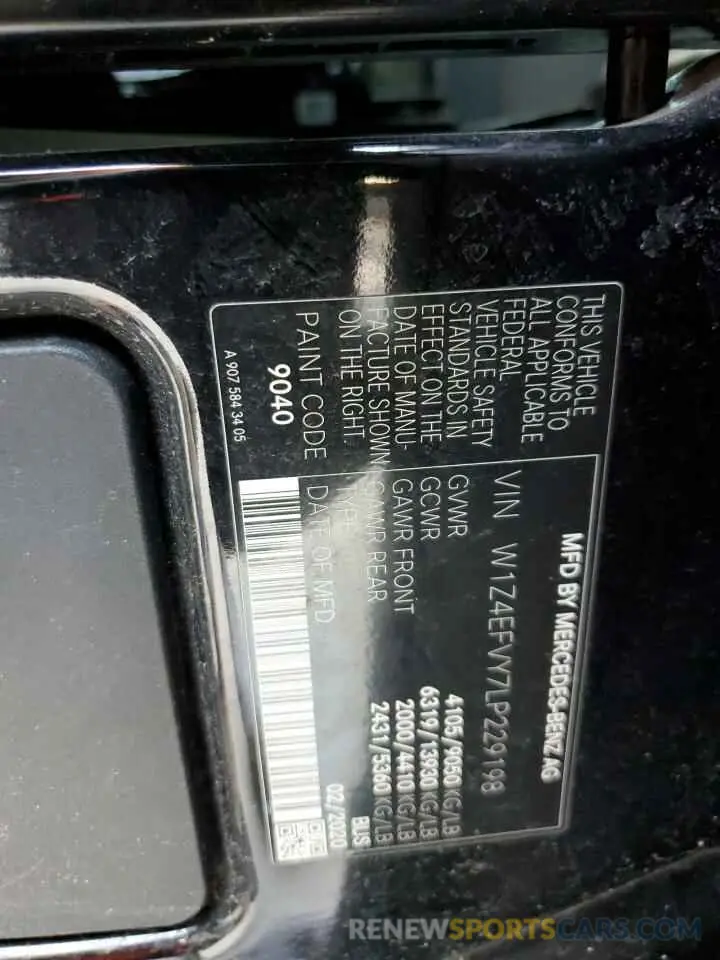 MFD BY MERCEDES-BENZ AG
VIN W1Z4EFVY7LP229198
THIS VEHICLE
CONFORMS TO
ALL APPLICABLE
FEDERAL
VEHICLE SAFETY
STANDARDS IN
EFFECT ON THE
DATE OF MANU-
FACTURE SHOWN
ON THE RIGHT.
PAINT CODE
9040
GVWR 4105/9050 KG/LB
GCWR 6319/13930 KG/LB
GAWR FRONT 2000/4410 KG/LB
GAWR REAR 2431/5360 KG/LB
TYPE BUS
DATE OF MFD 02/2020
A 907 584 34 05
RENEWSPORTSCARS.COM